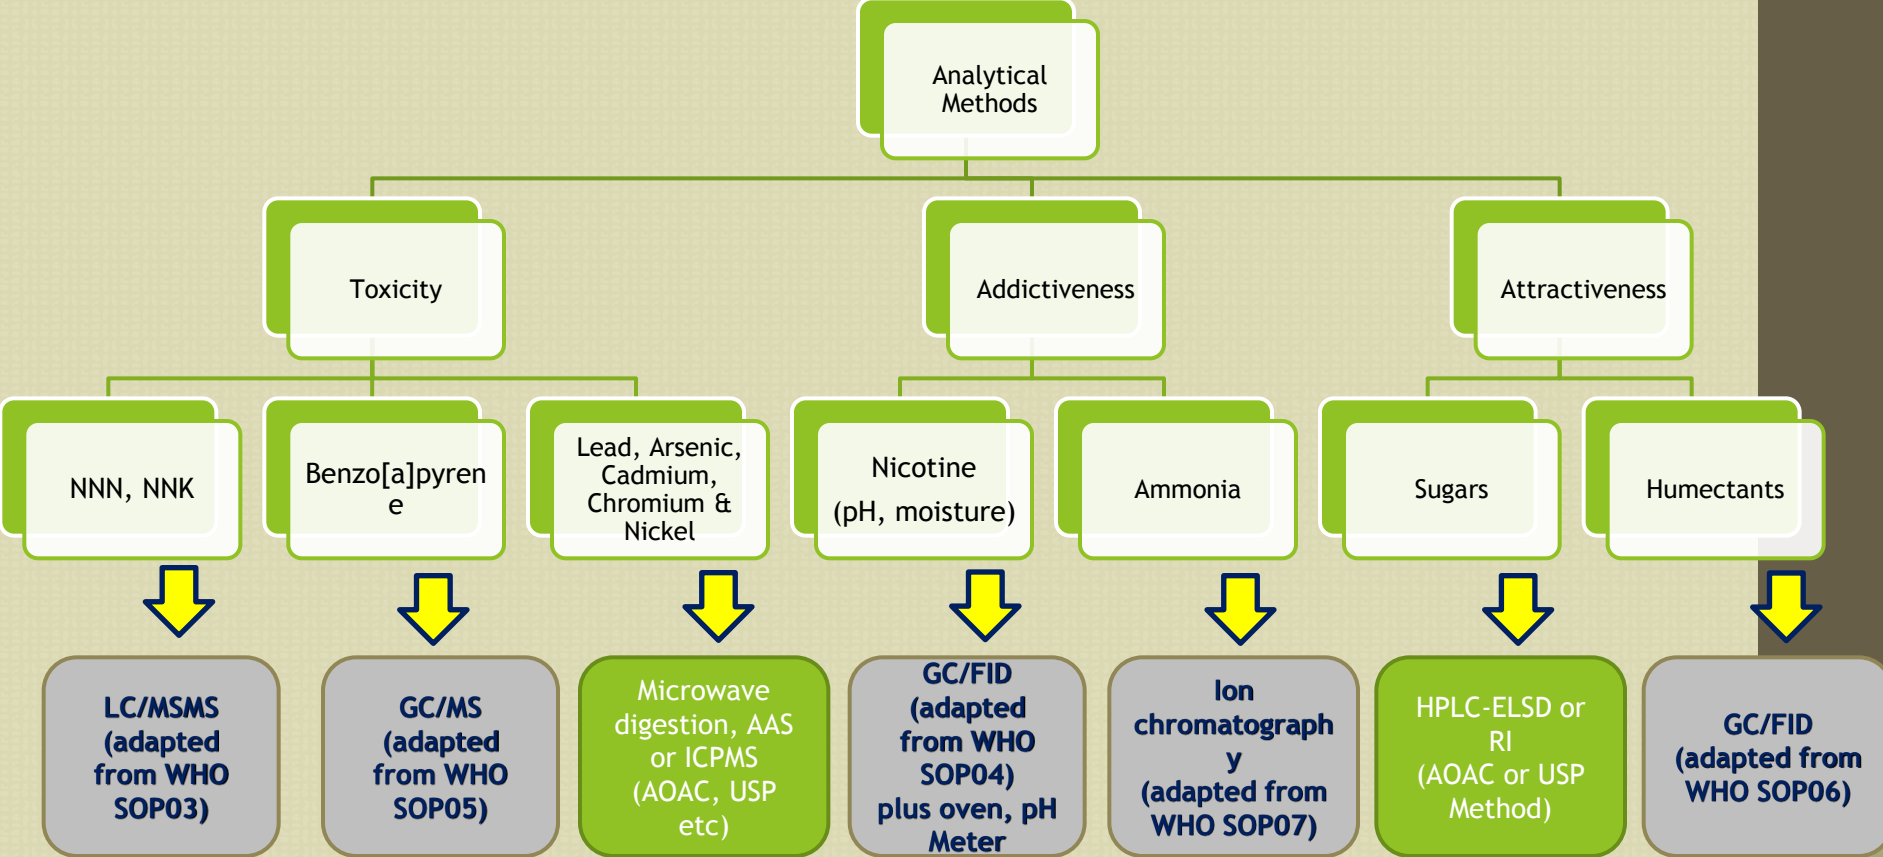 Analytical
Methods
Toxicity
Addictiveness
Attractiveness
NNN, NNK
Benzo[a]pyren
e
Lead, Arsenic,
Cadmium,
Chromium &
Nickel
Nicotine
(pH, moisture)
Ammonia
Sugars
Humectants
LC/MSMS
(adapted
from WHO
SOP03)
GC/MS
(adapted
from WHO
SOP05)
Microwave
digestion, AAS
or ICPMS
(AOAC, USP
etc)
GC/FID
(adapted
from WHO
SOP04)
plus oven, pH
Meter
Ion
chromatograph
y
(adapted from
WHO SOP07)
HPLC-ELSD or
RI
(AOAC or USP
Method)
GC/FID
(adapted from
WHO SOP06)